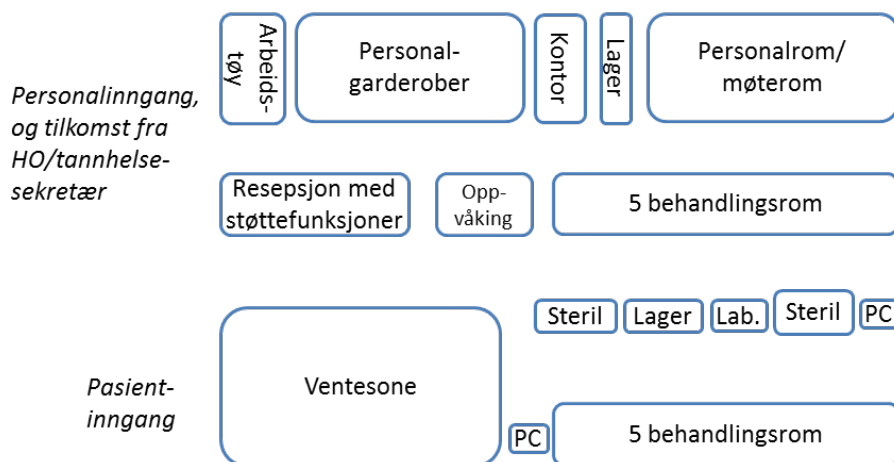 Arbeids-
tøy
Personal-
garderober
Kontor
Lager
Personalrom/
møterom
Personalinngang,
og tilkomst fra
HO/tannhelse-
sekretær
Resepsjon med
støttefunksjoner
Opp-
våking
5 behandlingsrom
Steril
Lager
Lab.
Steril
PC
Ventesone
Pasient-
inngang
PC
5 behandlingsrom